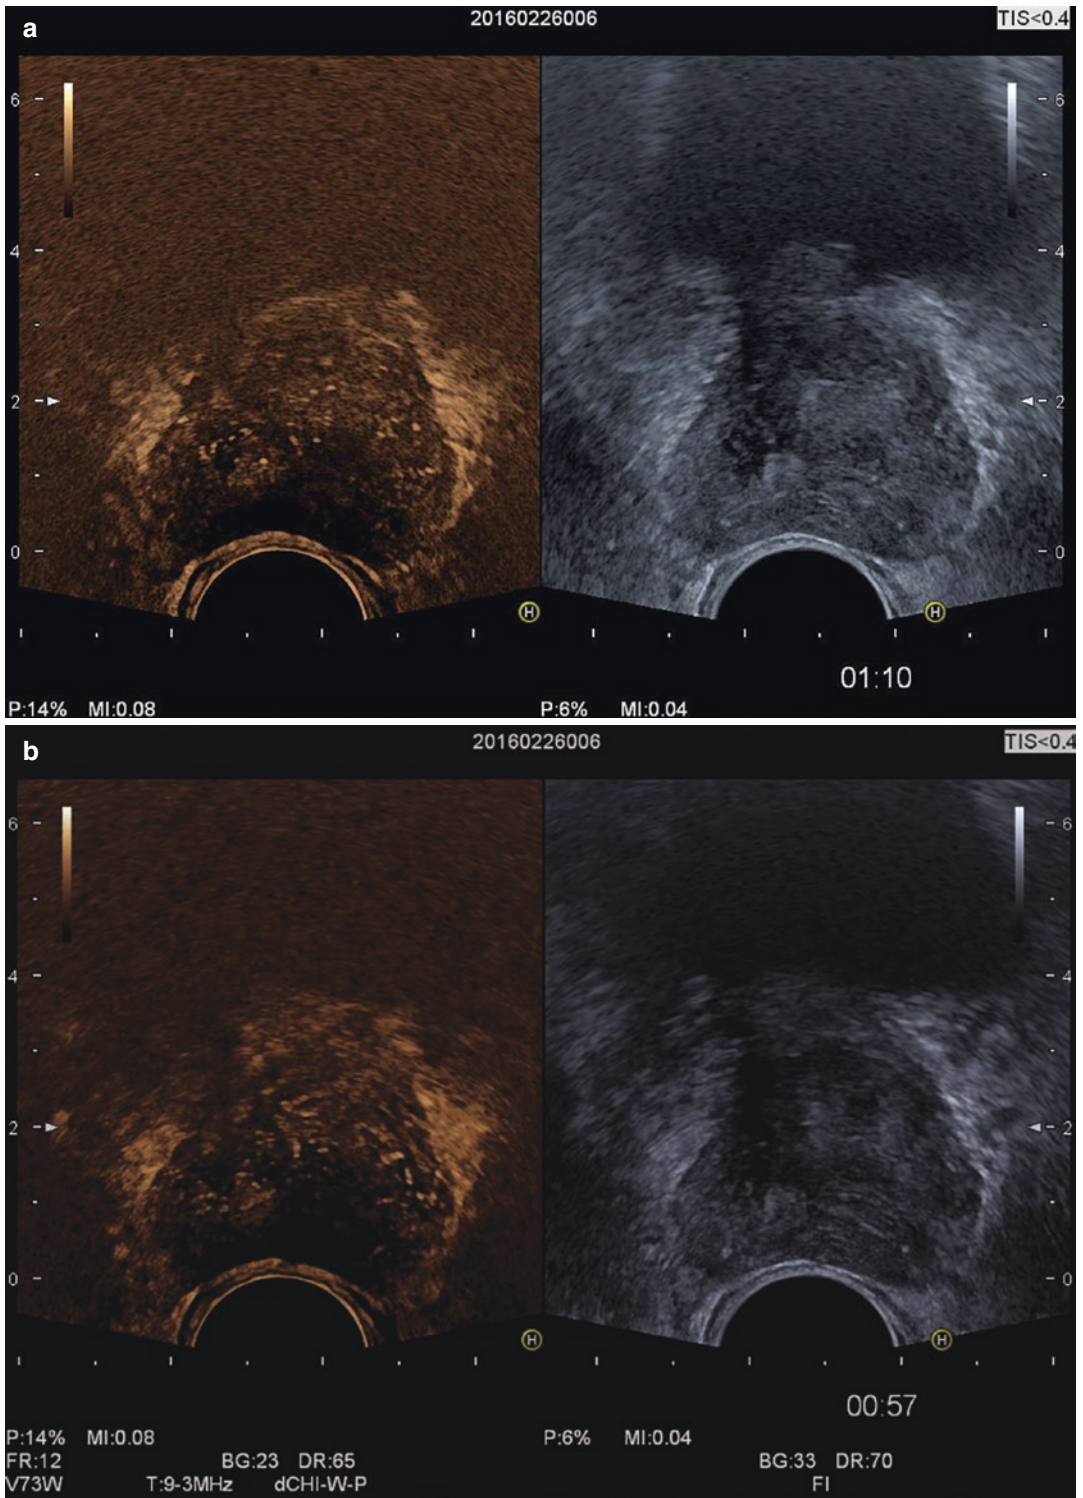 a
20160226006
TIS<0.4
6 6
4 4
2 2
0 0
H H
01:10
P:14% MI:0.08 P:6% MI:0.04
b
20160226006
TIS<0.4
6 6
4 4
2 2
0 0
H H
00:57
P:14% MI:0.08 P:6% MI:0.04
FR:12 BG:23 DR:65 BG:33 DR:70
V73W T:9-3MHz dCHI-W-P FI